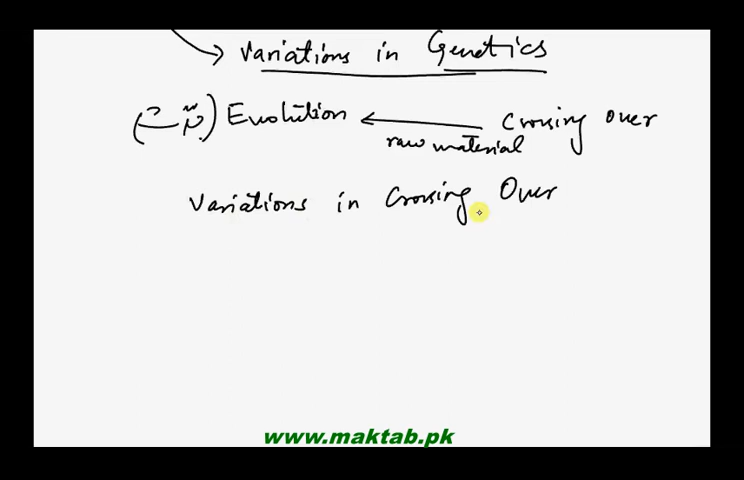 Variations in Genetics
Evolution ← Crossing Over
raw material
Variations in Crossing Over
www.maktab.pk